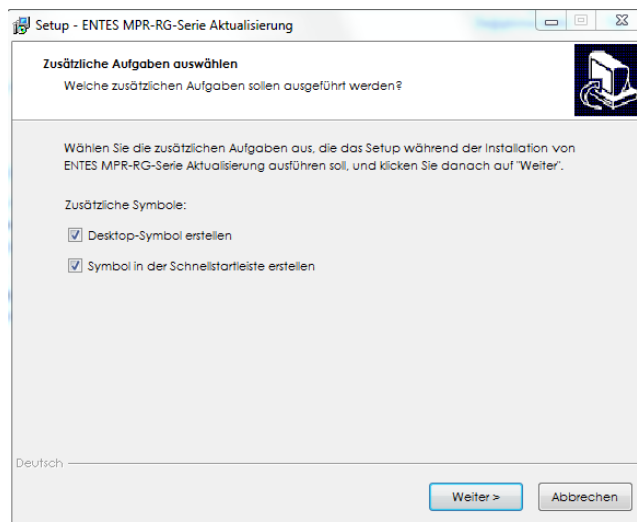 Setup - ENTES MPR-RG-Serie Aktualisierung
Zusätzliche Aufgaben auswählen
Welche zusätzlichen Aufgaben sollen ausgeführt werden?
Wählen Sie die zusätzlichen Aufgaben aus, die das Setup während der Installation von
ENTES MPR-RG-Serie Aktualisierung ausführen soll, und klicken Sie danach auf "Weiter".
Zusätzliche Symbole:
Desktop-Symbol erstellen
Symbol in der Schnellstartleiste erstellen
Deutsch
Weiter >
Abbrechen